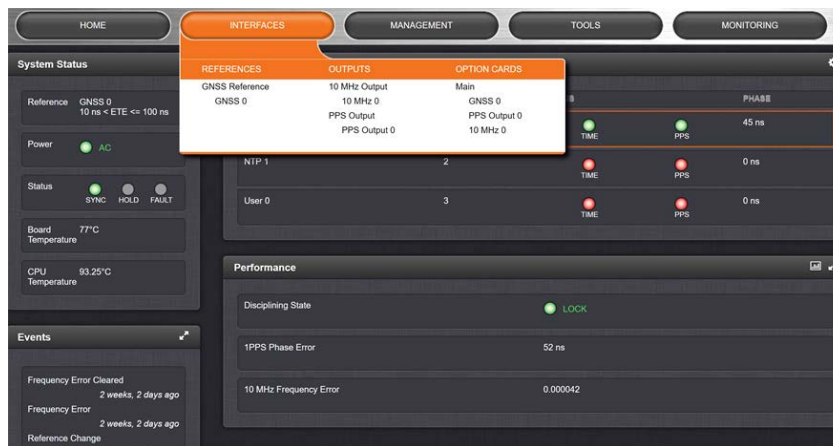 HOME INTERFACES MANAGEMENT TOOLS MONITORING
System Status
Reference GNSS 0
10 ns < ETE <= 100 ns
Power AC
Status SYNC HOLD FAULT
Board Temperature 77°C
CPU Temperature 93.25°C
Events
Frequency Error Cleared
2 weeks, 2 days ago
Frequency Error
2 weeks, 2 days ago
Reference Change
REFERENCES OUTPUTS OPTION CARDS
GNSS Reference 10 MHz Output Main
GNSS 0 10 MHz 0 GNSS 0
PPS Output PPS Output 0
PPS Output 0 10 MHz 0
PHASE
TIME PPS 45 ns
NTP 1 2 TIME PPS 0 ns
User 0 3 TIME PPS 0 ns
Performance
Disciplining State LOCK
1PPS Phase Error 52 ns
10 MHz Frequency Error 0.000042